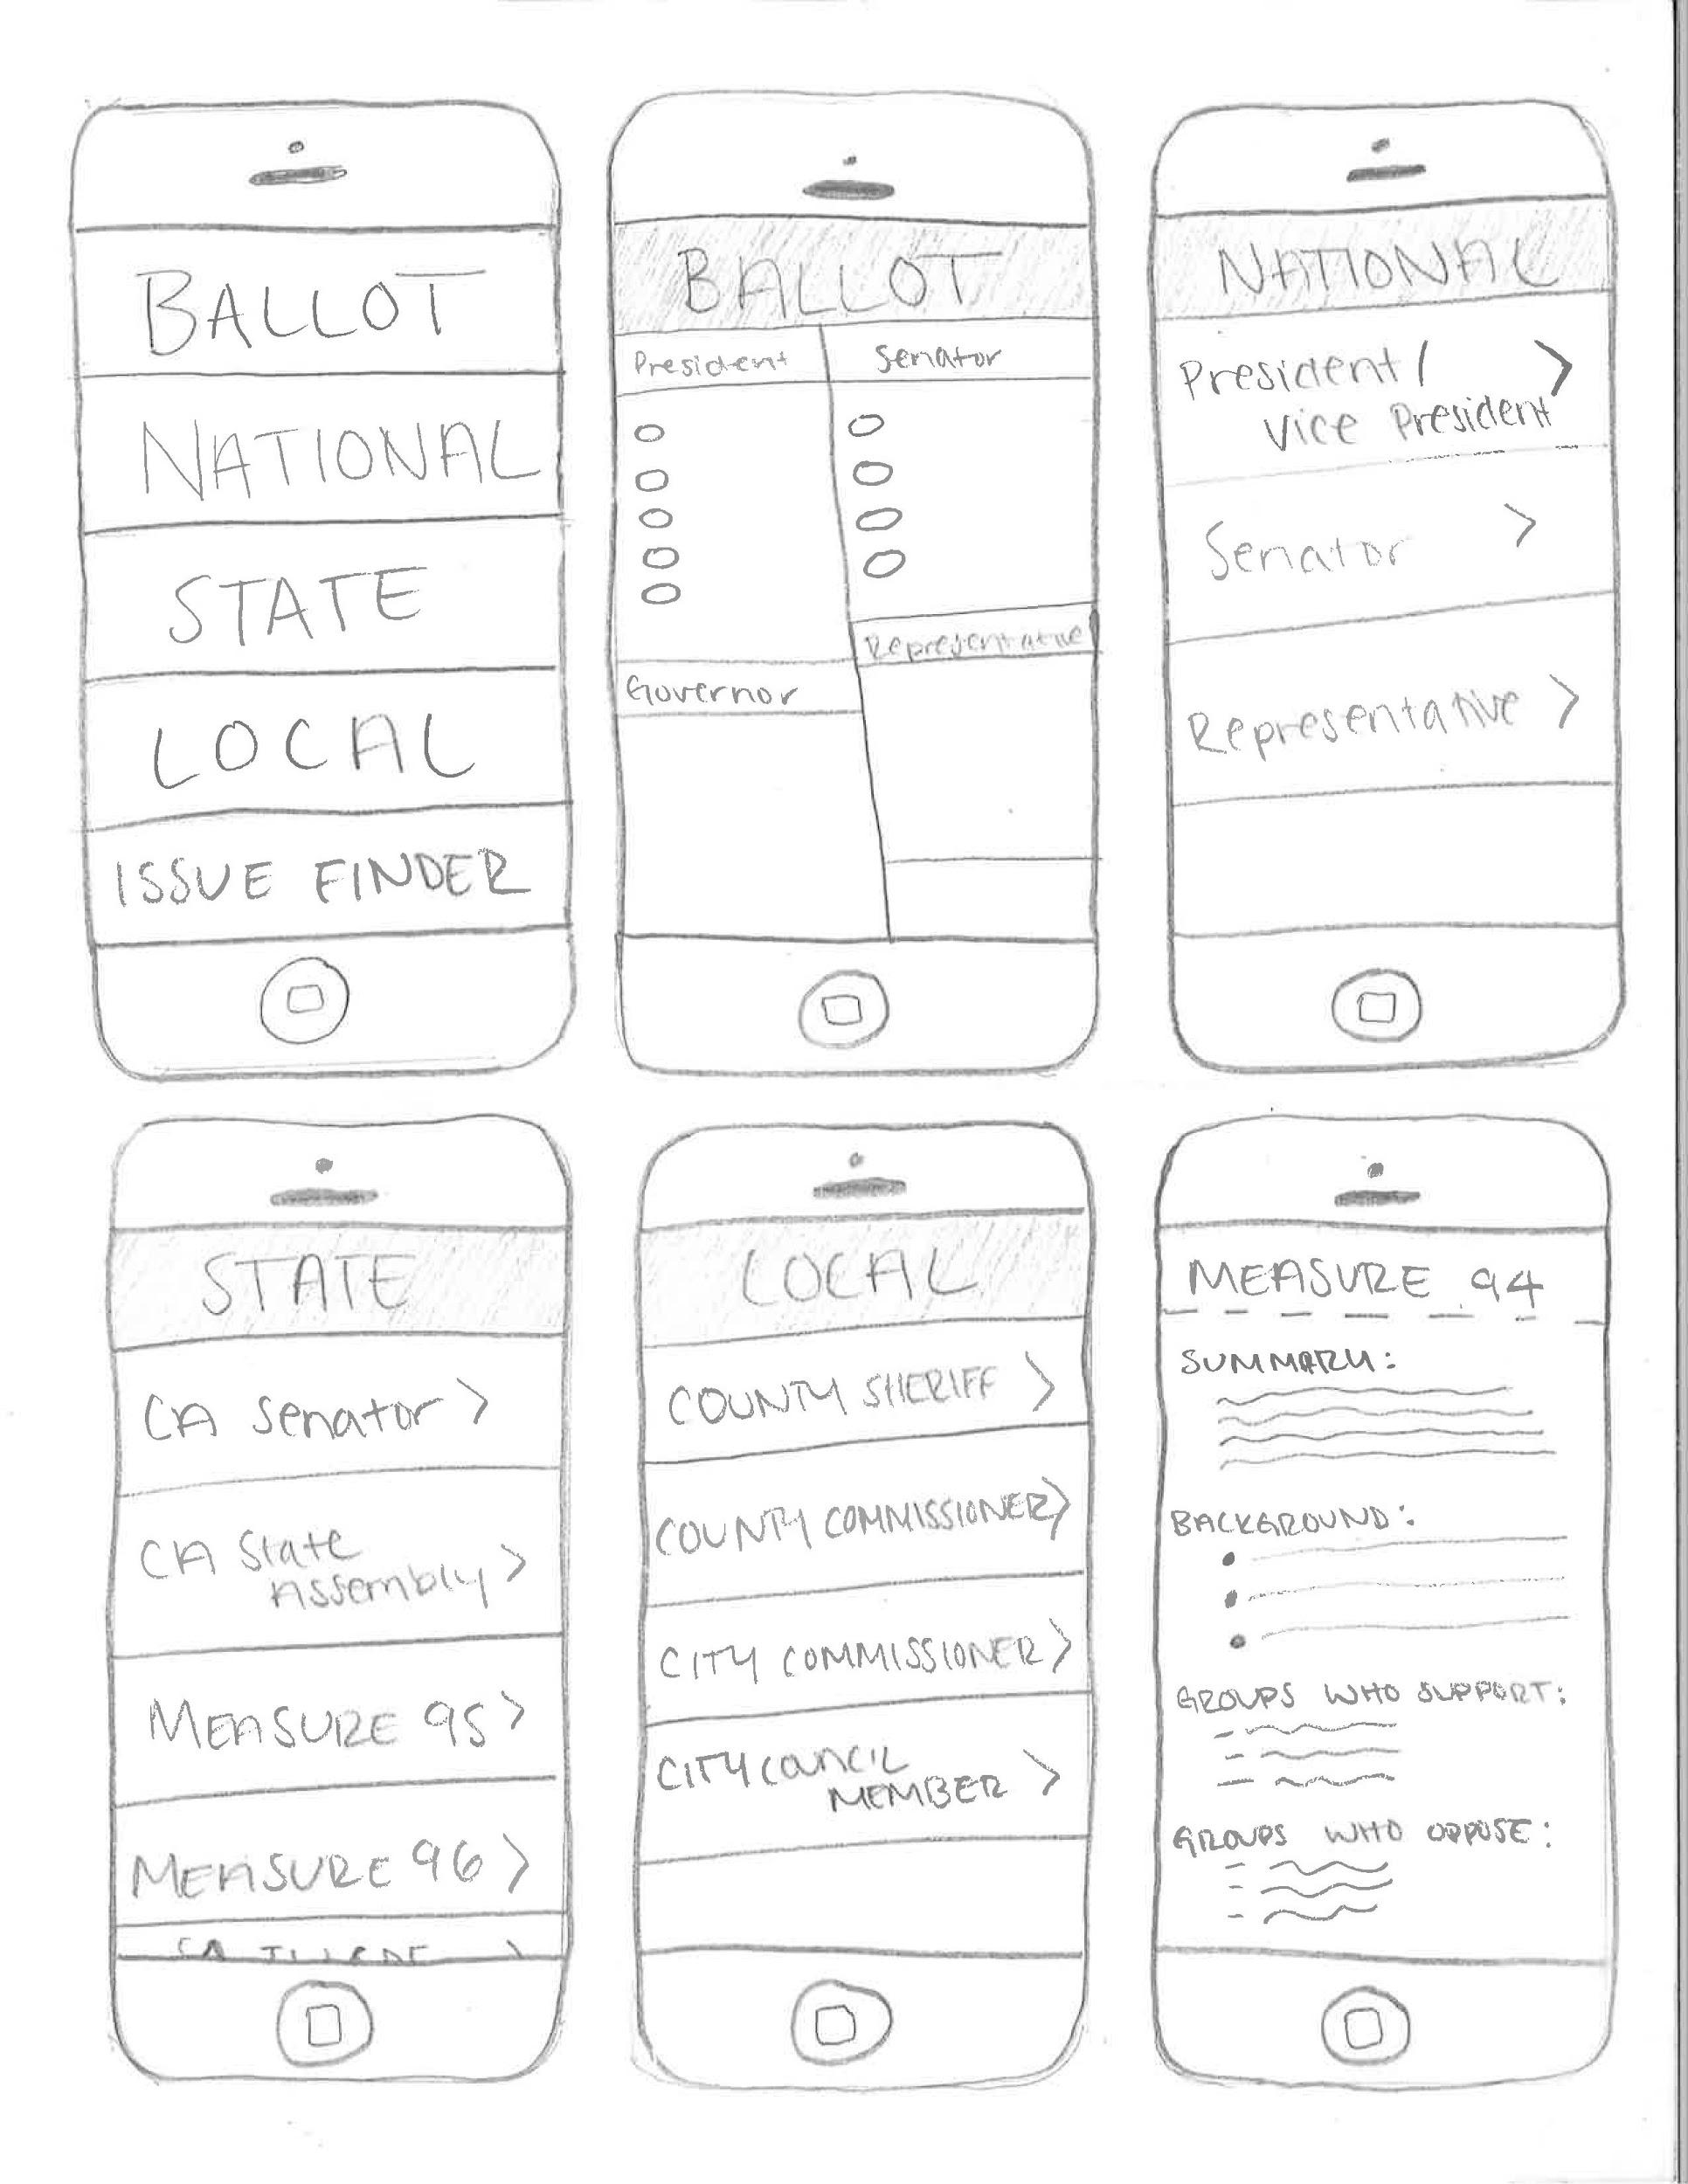 BALLOT
NATIONAL
STATE
LOCAL
ISSUE FINDER
BALLOT
President
Senator
Representative
Governor
NATIONAL
President/ >
Vice President
Senator >
Representative >
STATE
CA Senator >
CA State
Assembly >
MEASURE 95 >
MEASURE 96 >
CA
LOCAL
COUNTY SHERIFF >
COUNTY COMMISSIONER >
CITY COMMISSIONER >
CITY COUNCIL
MEMBER >
MEASURE 94
SUMMARY:
BACKGROUND:
GROUPS WHO SUPPORT:
GROUPS WHO OPPOSE: